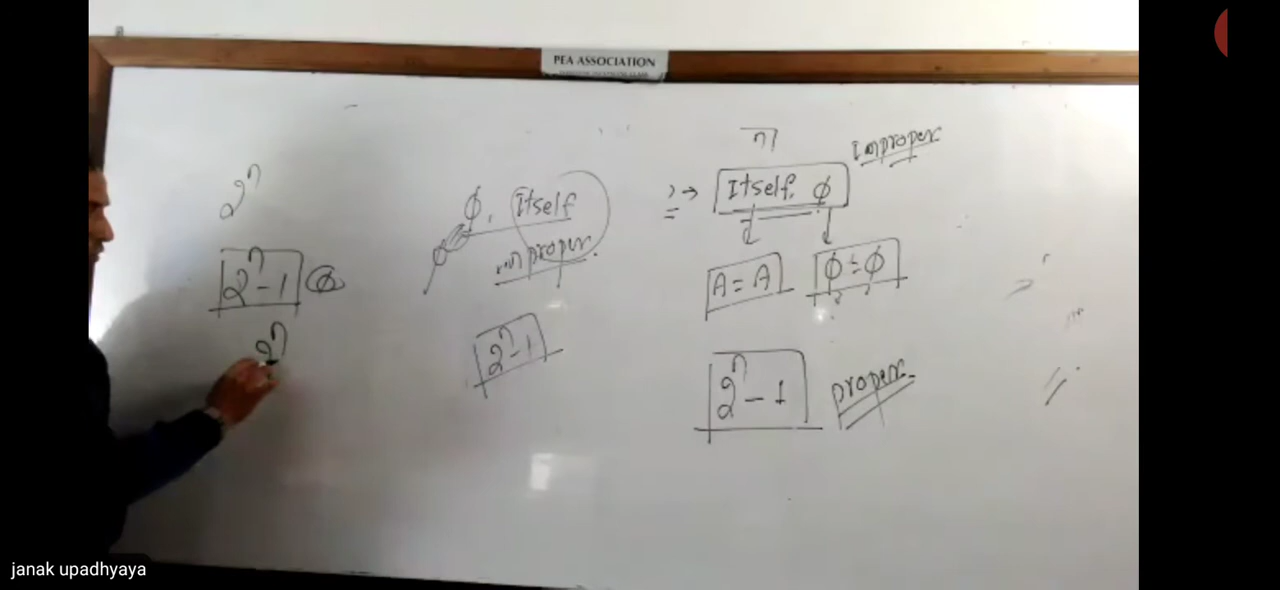 PEA ASSOCIATION
2ⁿ
2ⁿ - 1 φ
2ⁿ
φ, Itself
improper.
2ⁿ - 1
n
Improper
=> → Itself, φ
A = A φ = φ
2ⁿ - 1 proper
janak upadhyaya